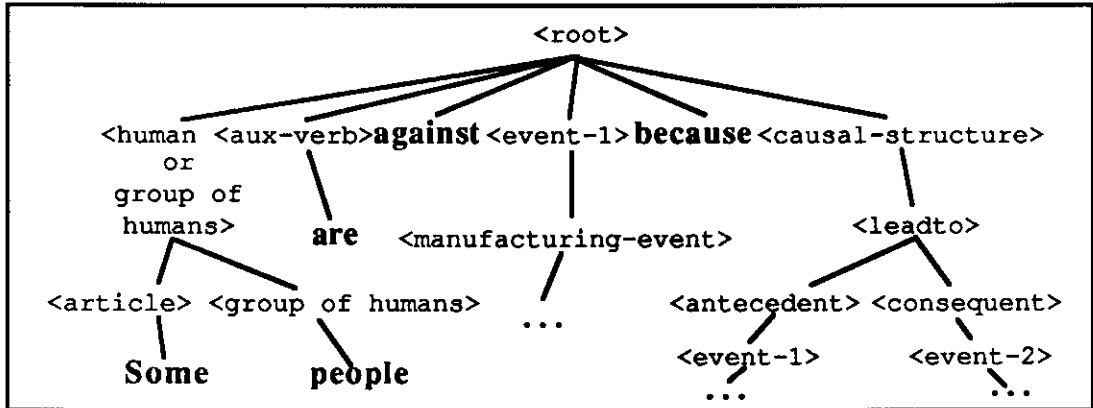 <root>
<human <aux-verb> against <event-1> because <causal-structure>
or
group of
humans> are <manufacturing-event> <leadto>
<article> <group of humans> ... <antecedent> <consequent>
Some people <event-1> <event-2>
... ...